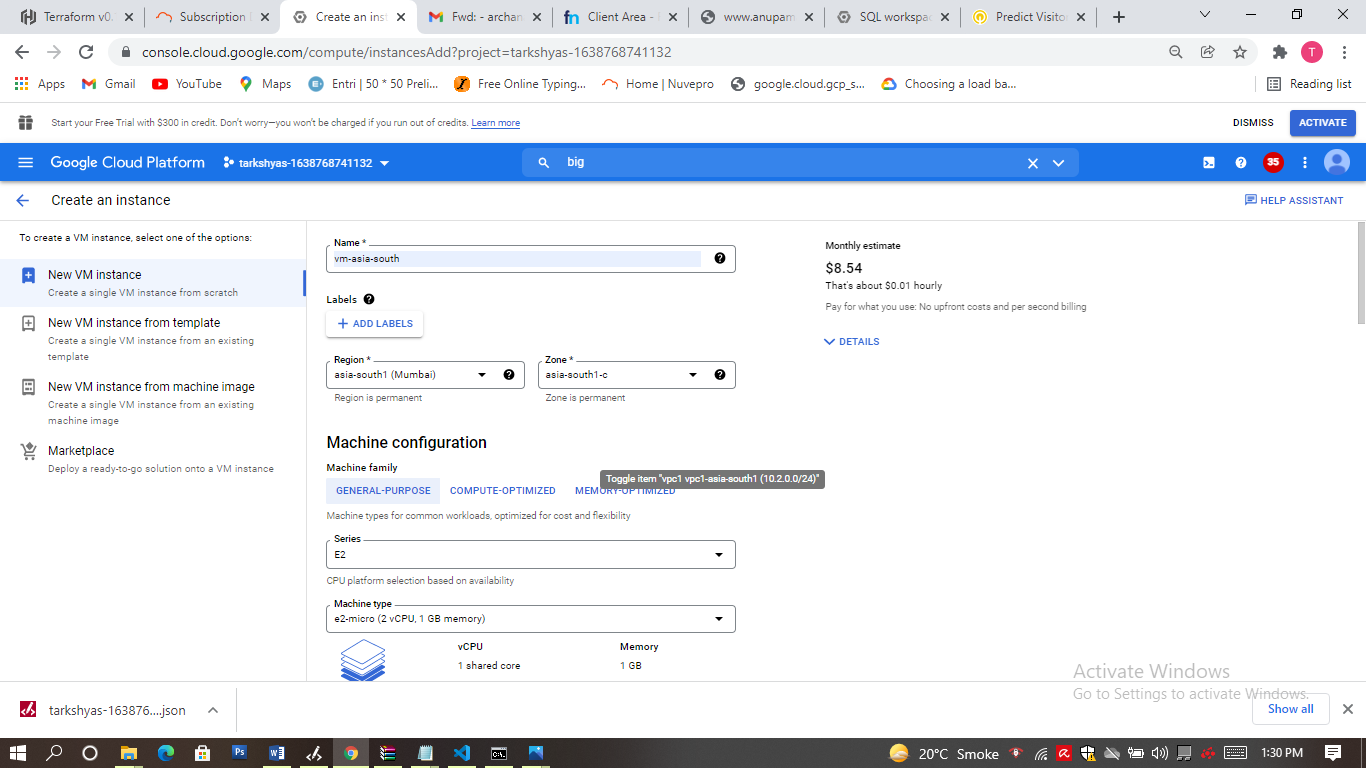 Terraform v0.
Subscription
Create an inst
Fwd: - archan
Client Area -
www.anupam
SQL workspac
Predict Visito
console.cloud.google.com/compute/instancesAdd?project=tarkshyas-1638768741132
T
Apps
Gmail
YouTube
Maps
Entri | 50 * 50 Preli...
Free Online Typing...
Home | Nuvepro
google.cloud.gcp_s...
Choosing a load ba...
Reading list
Start your Free Trial with $300 in credit. Don't worry—you won't be charged if you run out of credits. Learn more
DISMISS
ACTIVATE
Google Cloud Platform
tarkshyas-1638768741132
big
35
Create an instance
HELP ASSISTANT
To create a VM instance, select one of the options:
New VM instance
Create a single VM instance from scratch
New VM instance from template
Create a single VM instance from an existing
template
New VM instance from machine image
Create a single VM instance from an existing
machine image
Marketplace
Deploy a ready-to-go solution onto a VM instance
Name *
vm-asia-south
Labels
ADD LABELS
Region *
asia-south1 (Mumbai)
Region is permanent
Zone *
asia-south1-c
Zone is permanent
Machine configuration
Machine family
Toggle item "vpc1 vpc1-asia-south1 (10.2.0.0/24)"
GENERAL-PURPOSE
COMPUTE-OPTIMIZED
MEMORY-OPTIMIZED
Machine types for common workloads, optimized for cost and flexibility
Series
E2
CPU platform selection based on availability
Machine type
e2-micro (2 vCPU, 1 GB memory)
vCPU
1 shared core
Memory
1 GB
Monthly estimate
$8.54
That's about $0.01 hourly
Pay for what you use: No upfront costs and per second billing
DETAILS
Activate Windows
Go to Settings to activate Windows.
tarkshyas-163876....json
Show all
20°C Smoke
1:30 PM